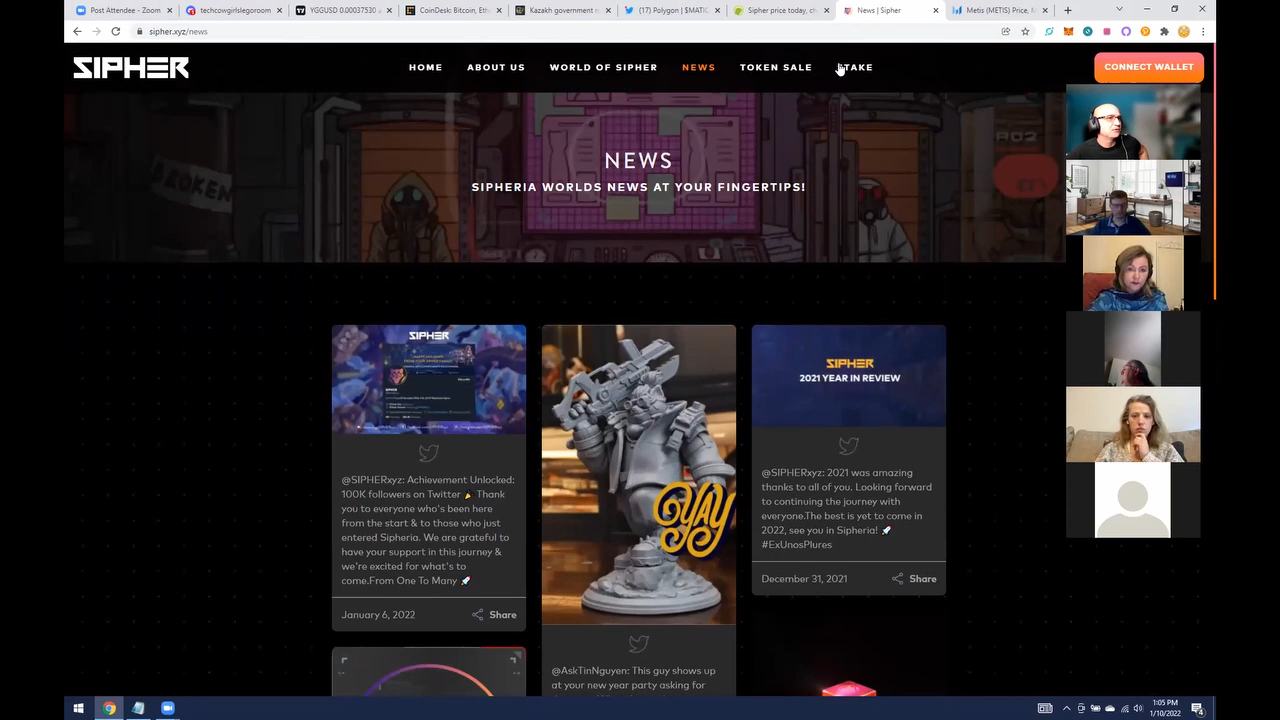 Post Attendee - Zoom
techcowgirlslegoroom
YGGUSD 0.00037530
CoinDesk: Bitcoin, Eth
Kazakh government
(17) Polygon | $MATIC
Sipher price today, ch
News | Sipher
Metis (METIS) Price, M
sipher.xyz/news
SIPHER
HOME
ABOUT US
WORLD OF SIPHER
NEWS
TOKEN SALE
STAKE
CONNECT WALLET
BROKEN
R02
NEWS
SIPHERIA WORLDS NEWS AT YOUR FINGERTIPS!
SIPHER
@SIPHERxyz: Achievement Unlocked:
100K followers on Twitter 🎉 Thank
you to everyone who's been here
from the start & to those who just
entered Sipheria. We are grateful to
have your support in this journey &
we're excited for what's to
come.From One To Many 🚀
January 6, 2022
Share
YAY
@AskTinNguyen: This guy shows up
at your new year party asking for
SIPHER
2021 YEAR IN REVIEW
@SIPHERxyz: 2021 was amazing
thanks to all of you. Looking forward
to continuing the journey with
everyone.The best is yet to come in
2022, see you in Sipheria! 🚀
#ExUnosPlures
December 31, 2021
Share
1:05 PM
1/10/2022
4